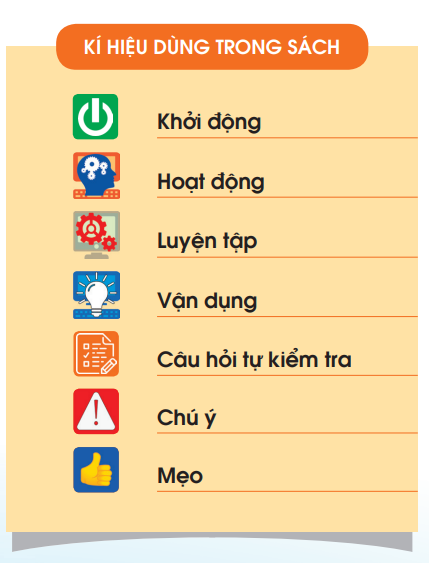 KÍ HIỆU DÙNG TRONG SÁCH
Khởi động
Hoạt động
Luyện tập
Vận dụng
Câu hỏi tự kiểm tra
Chú ý
Mẹo